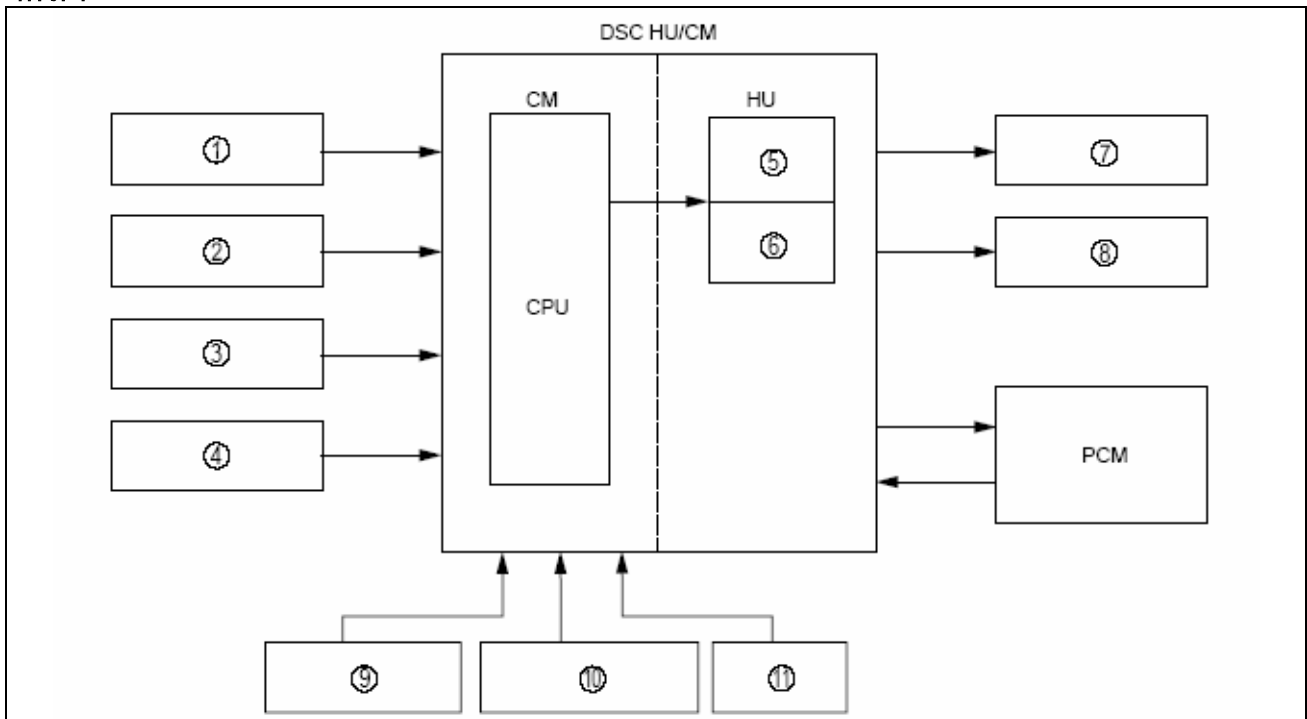 DSC HU/CM
CM
HU
①
⑤
⑦
②
⑥
⑧
CPU
③
④
PCM
⑨
⑩
⑪